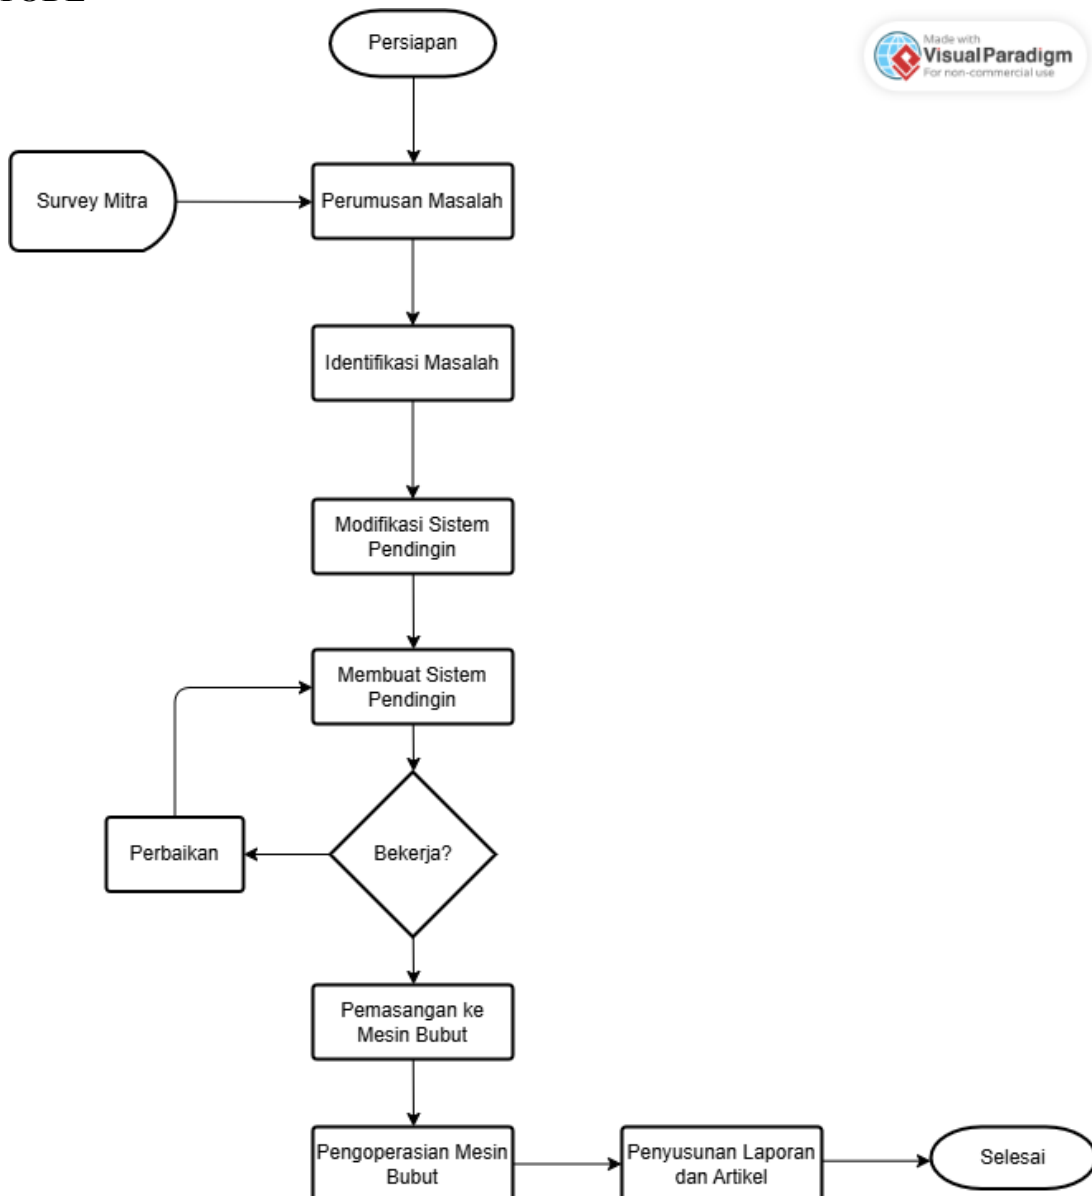 Persiapan
Made with
Visual Paradigm
For non-commercial use
Survey Mitra
Perumusan Masalah
Identifikasi Masalah
Modifikasi Sistem
Pendingin
Membuat Sistem
Pendingin
Perbaikan
Bekerja?
Pemasangan ke
Mesin Bubut
Pengoperasian Mesin
Bubut
Penyusunan Laporan
dan Artikel
Selesai